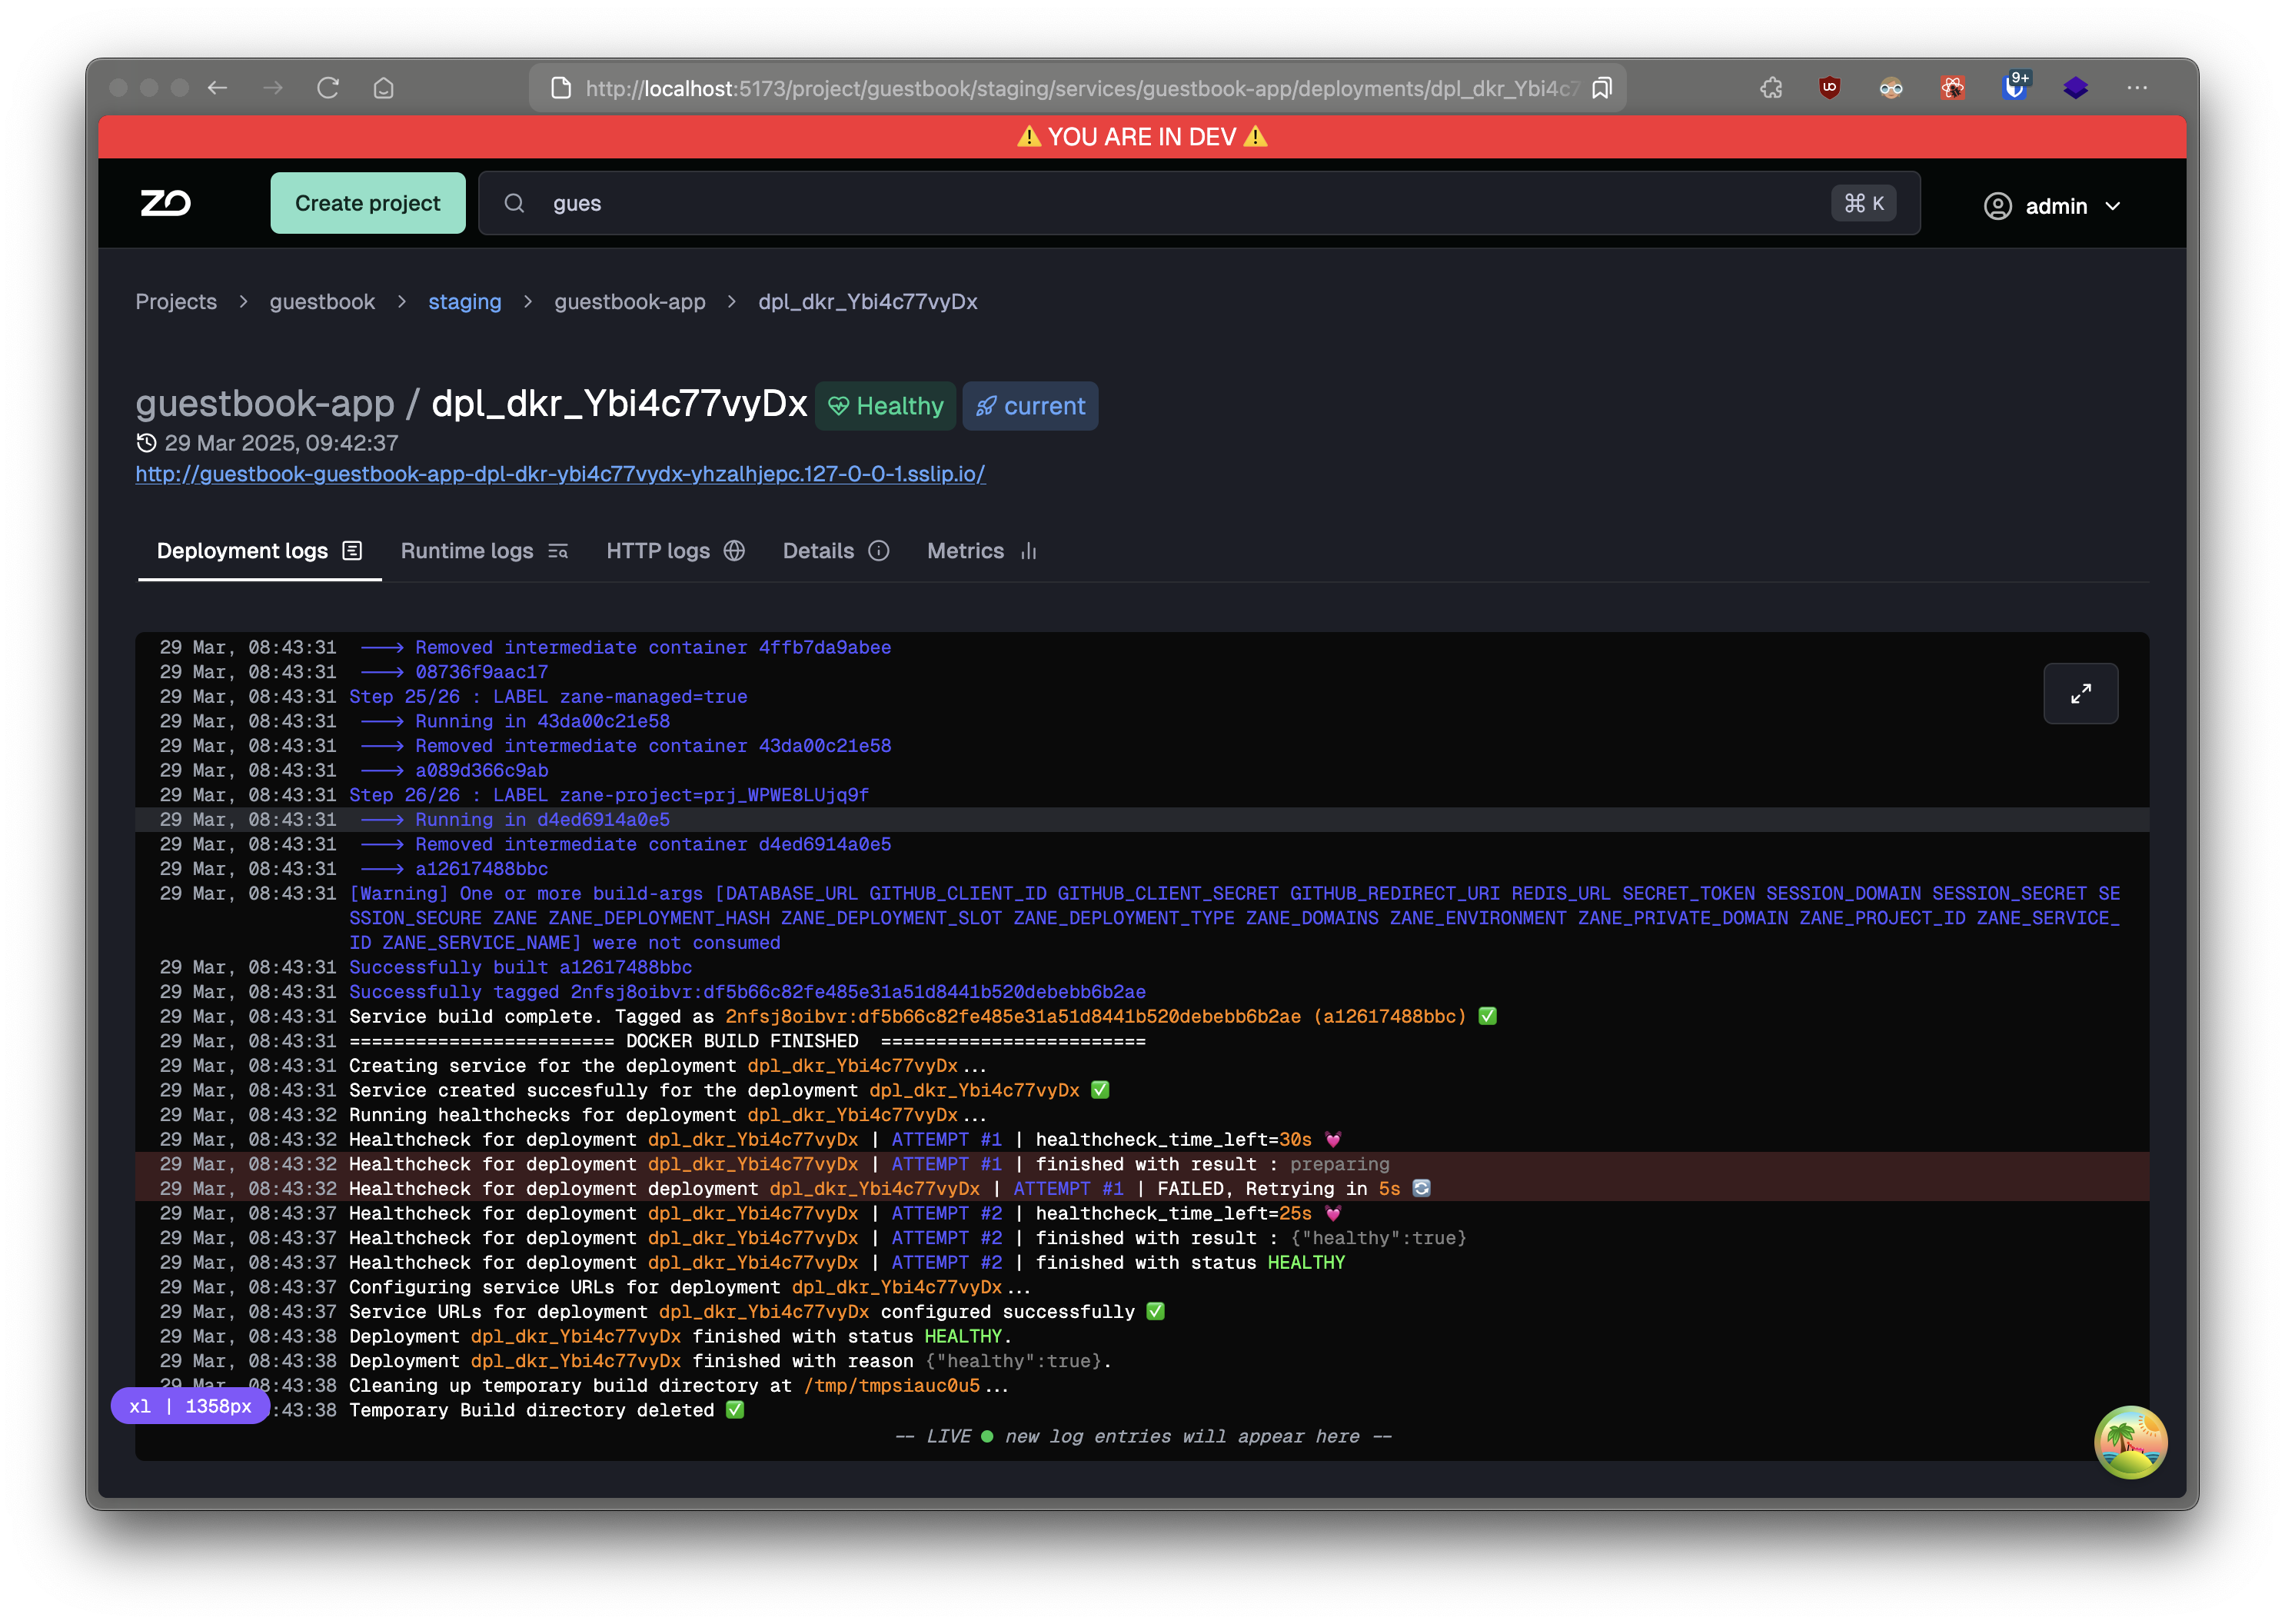 http://localhost:5173/project/guestbook/staging/services/guestbook-app/deployments/dpl_dkr_Ybi4c7
9+
⚠️ YOU ARE IN DEV ⚠️
ZO
Create project
gues
⌘ K
admin
Projects > guestbook > staging > guestbook-app > dpl_dkr_Ybi4c77vyDx
guestbook-app / dpl_dkr_Ybi4c77vyDx Healthy current
29 Mar 2025, 09:42:37
http://guestbook-guestbook-app-dpl-dkr-ybi4c77vydx-yhzalhjepc.127-0-0-1.sslip.io/
Deployment logs Runtime logs HTTP logs Details Metrics
29 Mar, 08:43:31 ---> Removed intermediate container 4ffb7da9abee
29 Mar, 08:43:31 ---> 08736f9aac17
29 Mar, 08:43:31 Step 25/26 : LABEL zane-managed=true
29 Mar, 08:43:31 ---> Running in 43da00c21e58
29 Mar, 08:43:31 ---> Removed intermediate container 43da00c21e58
29 Mar, 08:43:31 ---> a089d366c9ab
29 Mar, 08:43:31 Step 26/26 : LABEL zane-project=prj_WPWE8LUjq9f
29 Mar, 08:43:31 ---> Running in d4ed6914a0e5
29 Mar, 08:43:31 ---> Removed intermediate container d4ed6914a0e5
29 Mar, 08:43:31 ---> a12617488bbc
29 Mar, 08:43:31 [Warning] One or more build-args [DATABASE_URL GITHUB_CLIENT_ID GITHUB_CLIENT_SECRET GITHUB_REDIRECT_URI REDIS_URL SECRET_TOKEN SESSION_DOMAIN SESSION_SECRET SE
SSION_SECURE ZANE ZANE_DEPLOYMENT_HASH ZANE_DEPLOYMENT_SLOT ZANE_DEPLOYMENT_TYPE ZANE_DOMAINS ZANE_ENVIRONMENT ZANE_PRIVATE_DOMAIN ZANE_PROJECT_ID ZANE_SERVICE_
ID ZANE_SERVICE_NAME] were not consumed
29 Mar, 08:43:31 Successfully built a12617488bbc
29 Mar, 08:43:31 Successfully tagged 2nfsj8oibvr:df5b66c82fe485e31a51d8441b520debebb6b2ae
29 Mar, 08:43:31 Service build complete. Tagged as 2nfsj8oibvr:df5b66c82fe485e31a51d8441b520debebb6b2ae (a12617488bbc) ✅
29 Mar, 08:43:31 ======================== DOCKER BUILD FINISHED ========================
29 Mar, 08:43:31 Creating service for the deployment dpl_dkr_Ybi4c77vyDx...
29 Mar, 08:43:31 Service created succesfully for the deployment dpl_dkr_Ybi4c77vyDx ✅
29 Mar, 08:43:32 Running healthchecks for deployment dpl_dkr_Ybi4c77vyDx...
29 Mar, 08:43:32 Healthcheck for deployment dpl_dkr_Ybi4c77vyDx | ATTEMPT #1 | healthcheck_time_left=30s 💓
29 Mar, 08:43:32 Healthcheck for deployment dpl_dkr_Ybi4c77vyDx | ATTEMPT #1 | finished with result : preparing
29 Mar, 08:43:32 Healthcheck for deployment deployment dpl_dkr_Ybi4c77vyDx | ATTEMPT #1 | FAILED, Retrying in 5s 🔄
29 Mar, 08:43:37 Healthcheck for deployment dpl_dkr_Ybi4c77vyDx | ATTEMPT #2 | healthcheck_time_left=25s 💓
29 Mar, 08:43:37 Healthcheck for deployment dpl_dkr_Ybi4c77vyDx | ATTEMPT #2 | finished with result : {"healthy":true}
29 Mar, 08:43:37 Healthcheck for deployment dpl_dkr_Ybi4c77vyDx | ATTEMPT #2 | finished with status HEALTHY
29 Mar, 08:43:37 Configuring service URLs for deployment dpl_dkr_Ybi4c77vyDx...
29 Mar, 08:43:37 Service URLs for deployment dpl_dkr_Ybi4c77vyDx configured successfully ✅
29 Mar, 08:43:38 Deployment dpl_dkr_Ybi4c77vyDx finished with status HEALTHY.
29 Mar, 08:43:38 Deployment dpl_dkr_Ybi4c77vyDx finished with reason {"healthy":true}.
29 Mar, 08:43:38 Cleaning up temporary build directory at /tmp/tmpsiauc0u5...
:43:38 Temporary Build directory deleted ✅
xl | 1358px
-- LIVE 🟢 new log entries will appear here --